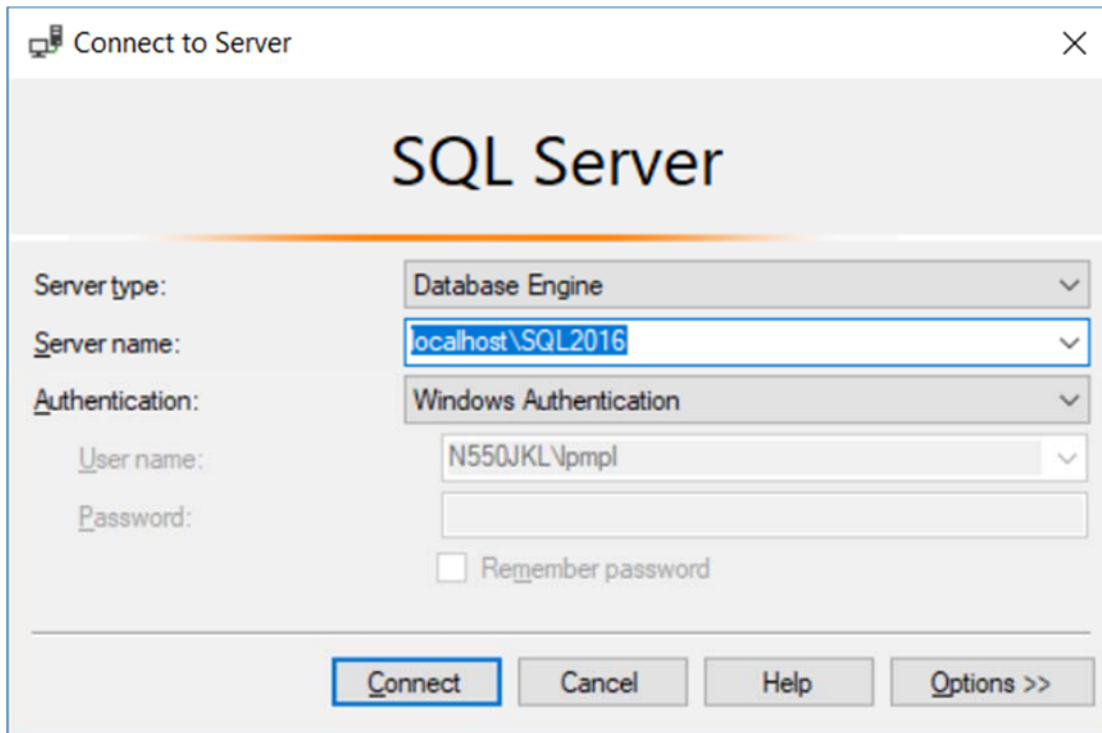 Connect to Server
SQL Server
Server type: Database Engine
Server name: localhost\SQL2016
Authentication: Windows Authentication
User name: N550JKL\lpmpl
Password:
Remember password
Connect Cancel Help Options >>